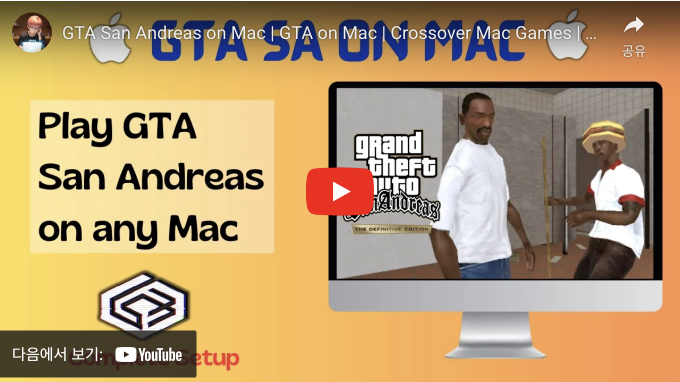 GTA San Andreas on Mac | GTA on Mac | Crossover Mac Games | ...
공유
GTA SA ON MAC
Play GTA
San Andreas
on any Mac
grand
theft
auto
San Andreas
THE DEFINITIVE EDITION
다음에서 보기: YouTube
Complete Setup